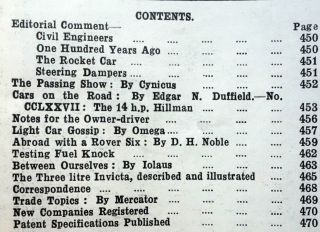 CONTENTS.
Editorial Comment— Page
Civil Engineers .... .... .... .... 450
One Hundred Years Ago .... .... .... 450
The Rocket Car .... .... .... .... 451
Steering Dampers .... .... .... .... 451
The Passing Show: By Cynicus .... .... 452
Cars on the Road: By Edgar N. Duffield.—No.
CCLXXVII: The 14 h.p. Hillman .... .... 453
Notes for the Owner-driver .... .... .... 456
Light Car Gossip: By Omega .... .... .... 457
Abroad with a Rover Six: By D. H. Noble .... 459
Testing Fuel Knock .... .... .... .... 462
Between Ourselves: By Iolaus .... .... .... 463
The Three litre Invicta, described and illustrated 465
Correspondence .... .... .... .... .... 468
Trade Topics: By Mercator .... .... .... 469
New Companies Registered .... .... .... 470
Patent Specifications Published .... .... 470